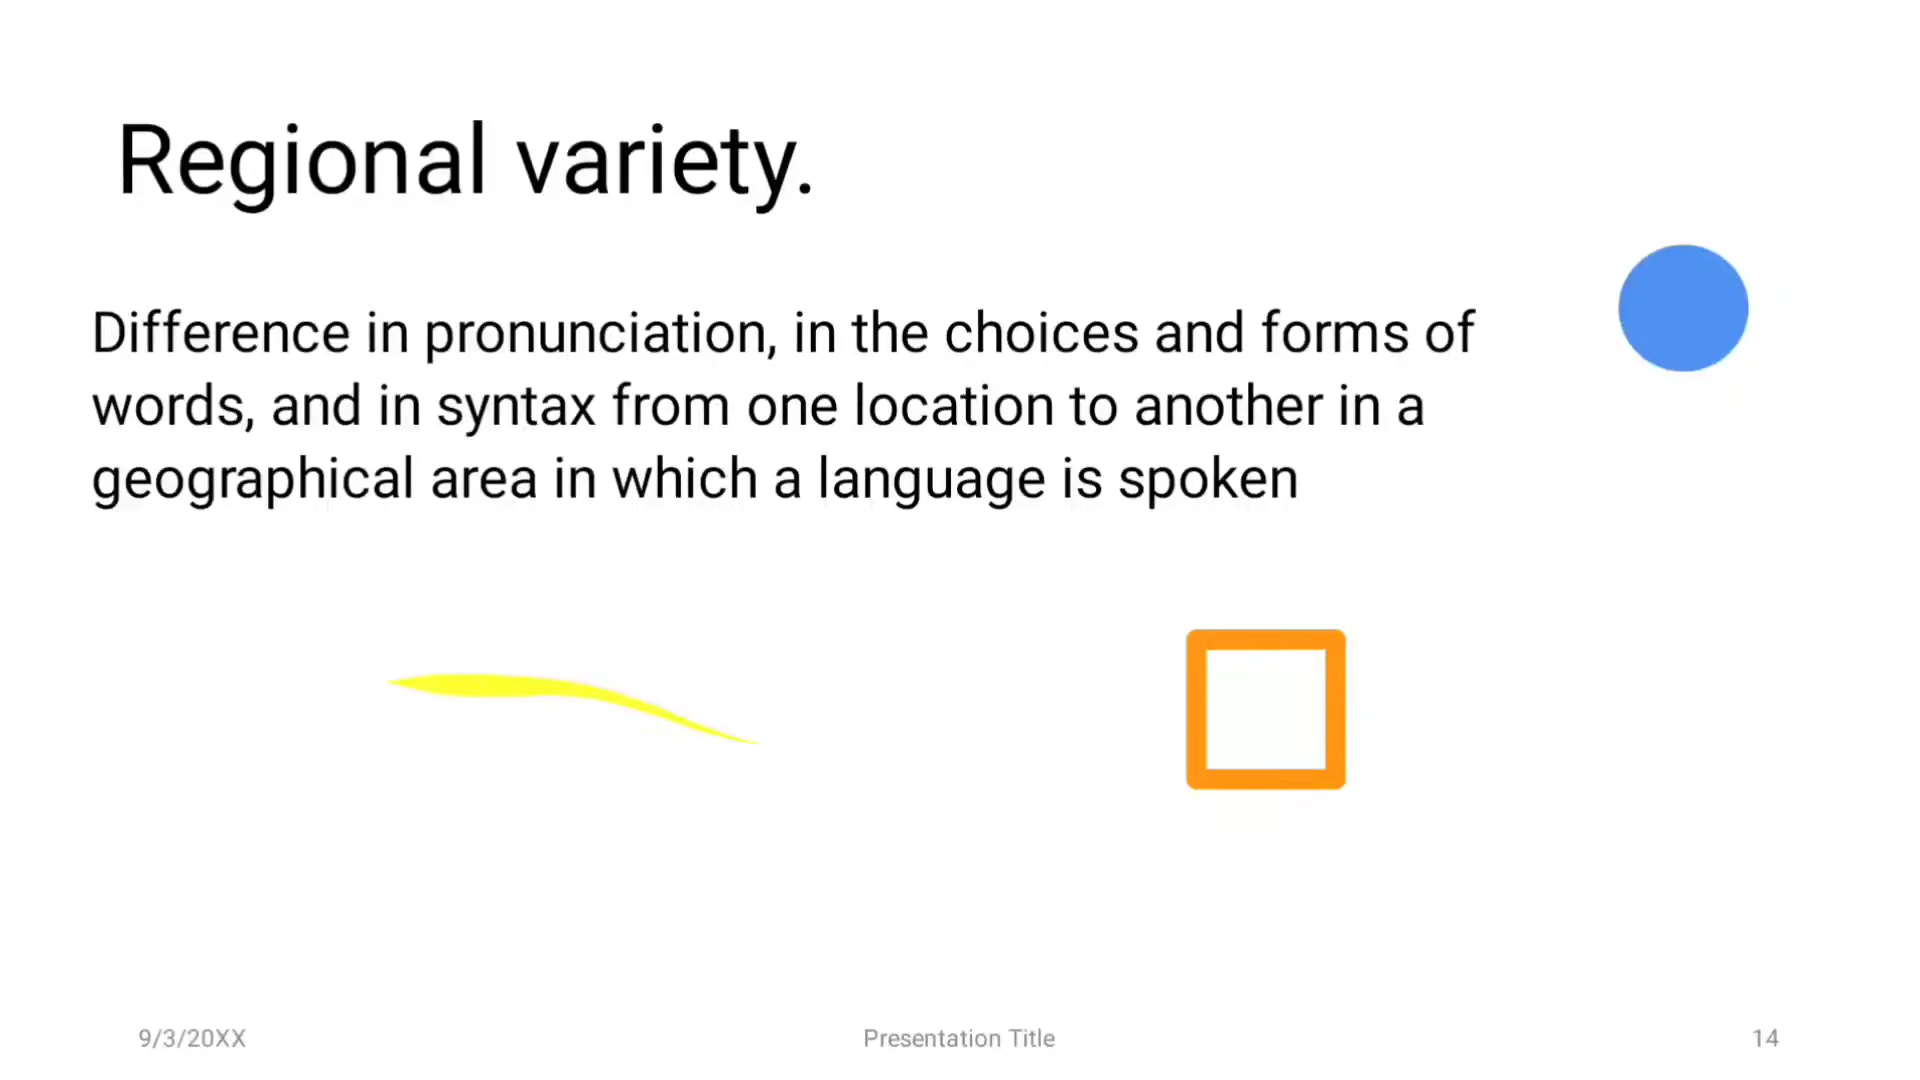 Regional variety.
Difference in pronunciation, in the choices and forms of
words, and in syntax from one location to another in a
geographical area in which a language is spoken
9/3/20XX
Presentation Title
14